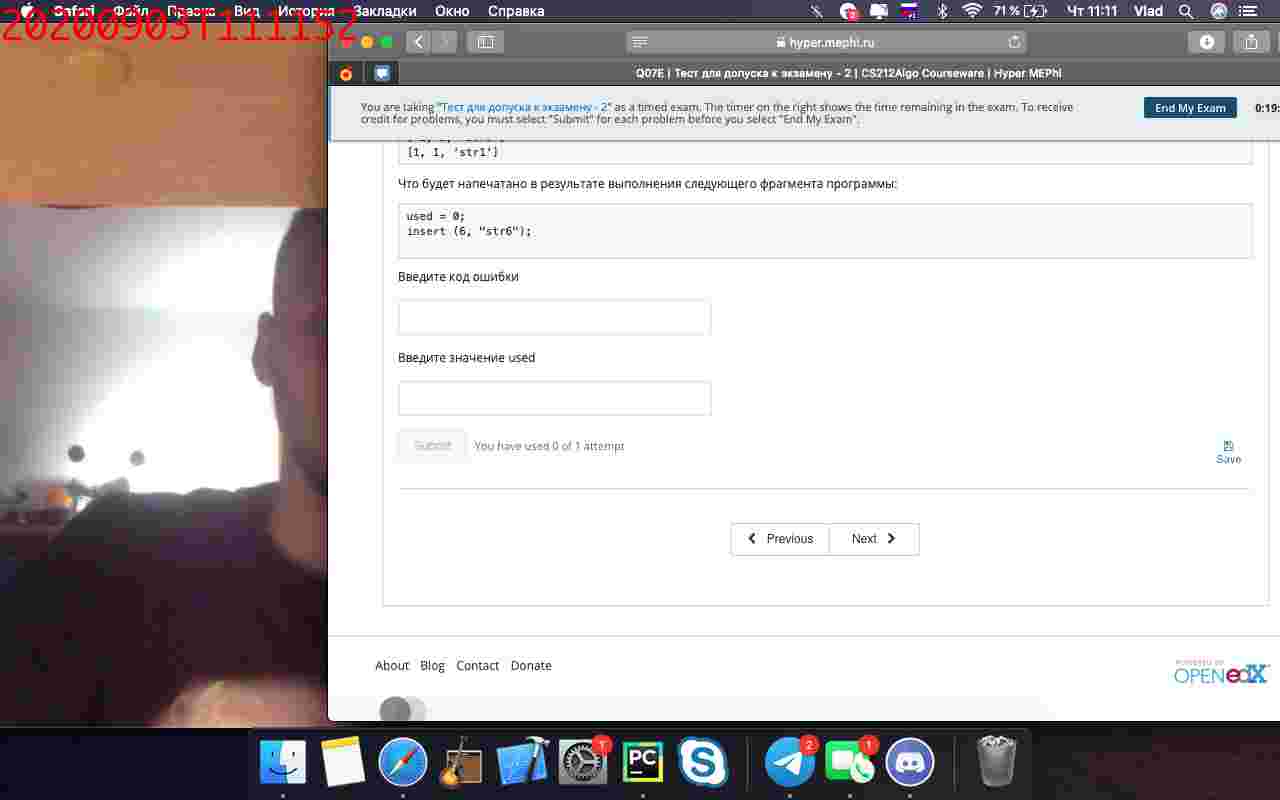 Safari Файл Правка Вид История Закладки Окно Справка
71 % Чт 11:11 Vlad
20200903T111152
hyper.mephi.ru
Q07E | Тест для допуска к экзамену - 2 | CS212Algo Courseware | Hyper MEPhI
You are taking "Тест для допуска к экзамену - 2" as a timed exam. The timer on the right shows the time remaining in the exam. To receive
credit for problems, you must select "Submit" for each problem before you select "End My Exam".
End My Exam
0:19:
[1, 1, 'str1']
Что будет напечатано в результате выполнения следующего фрагмента программы:
used = 0;
insert (6, "str6");
Введите код ошибки
Введите значение used
Submit
You have used 0 of 1 attempt
Save
Previous
Next
About Blog Contact Donate
POWERED BY
OPEN edX
PC
2
1